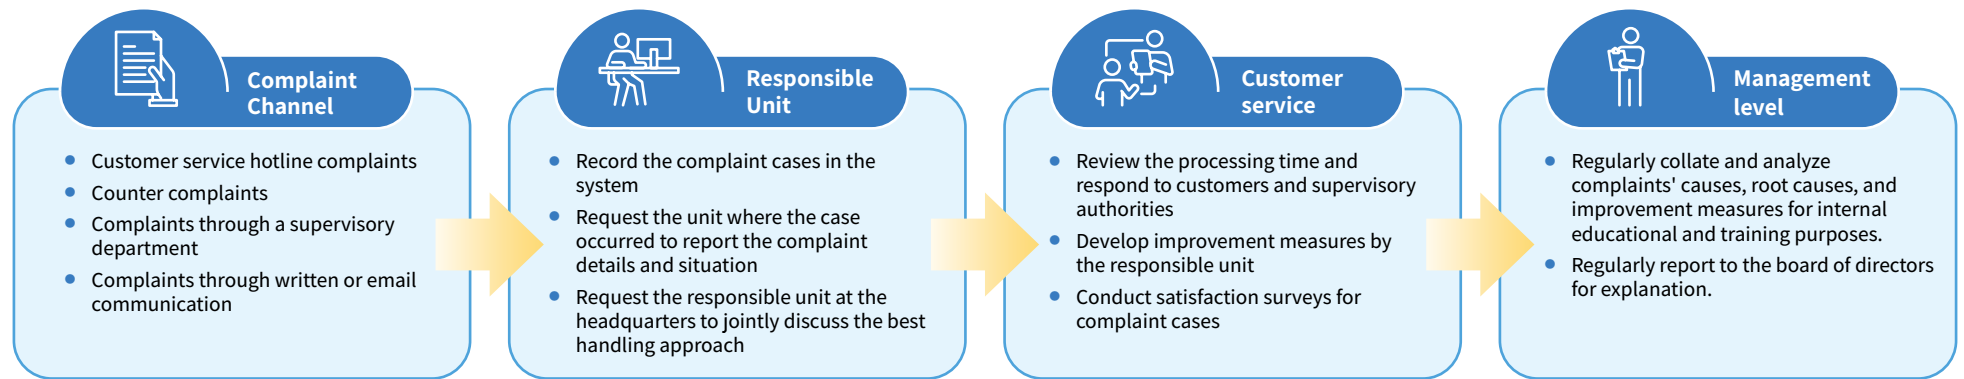 Complaint
Channel
Customer service hotline complaints
Counter complaints
Complaints through a supervisory
department
Complaints through written or email
communication
Responsible
Unit
Record the complaint cases in the
system
Request the unit where the case
occurred to report the complaint
details and situation
Request the responsible unit at the
headquarters to jointly discuss the best
handling approach
Customer
service
Review the processing time and
respond to customers and supervisory
authorities
Develop improvement measures by
the responsible unit
Conduct satisfaction surveys for
complaint cases
Management
level
Regularly collate and analyze
complaints' causes, root causes, and
improvement measures for internal
educational and training purposes.
Regularly report to the board of directors
for explanation.